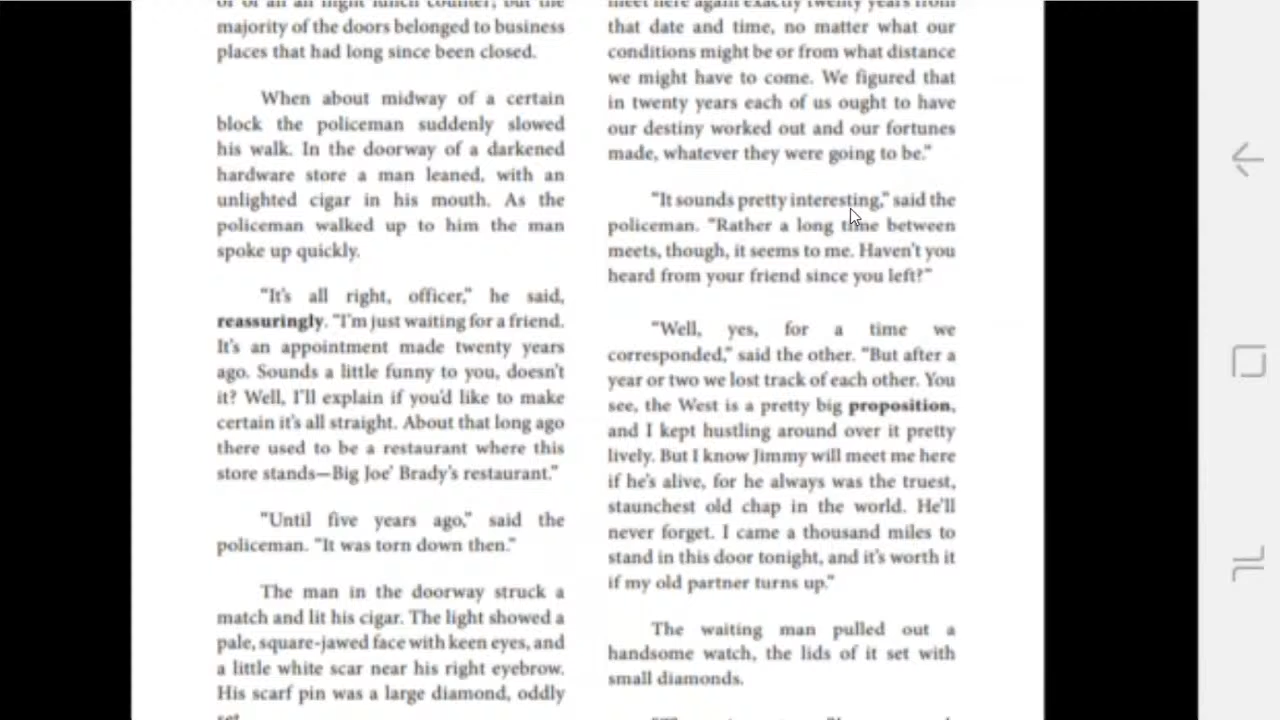 majority of the doors belonged to business
places that had long since been closed.
When about midway of a certain
block the policeman suddenly slowed
his walk. In the doorway of a darkened
hardware store a man leaned, with an
unlighted cigar in his mouth. As the
policeman walked up to him the man
spoke up quickly.
"It's all right, officer," he said,
reassuringly. "I'm just waiting for a friend.
It's an appointment made twenty years
ago. Sounds a little funny to you, doesn't
it? Well, I'll explain if you'd like to make
certain it's all straight. About that long ago
there used to be a restaurant where this
store stands—Big Joe' Brady's restaurant."
"Until five years ago," said the
policeman. "It was torn down then."
The man in the doorway struck a
match and lit his cigar. The light showed a
pale, square-jawed face with keen eyes, and
a little white scar near his right eyebrow.
His scarf pin was a large diamond, oddly
set.
meet here again exactly twenty years from
that date and time, no matter what our
conditions might be or from what distance
we might have to come. We figured that
in twenty years each of us ought to have
our destiny worked out and our fortunes
made, whatever they were going to be."
"It sounds pretty interesting," said the
policeman. "Rather a long time between
meets, though, it seems to me. Haven't you
heard from your friend since you left?"
"Well, yes, for a time we
corresponded," said the other. "But after a
year or two we lost track of each other. You
see, the West is a pretty big proposition,
and I kept hustling around over it pretty
lively. But I know Jimmy will meet me here
if he's alive, for he always was the truest,
staunchest old chap in the world. He'll
never forget. I came a thousand miles to
stand in this door tonight, and it's worth it
if my old partner turns up."
The waiting man pulled out a
handsome watch, the lids of it set with
small diamonds.